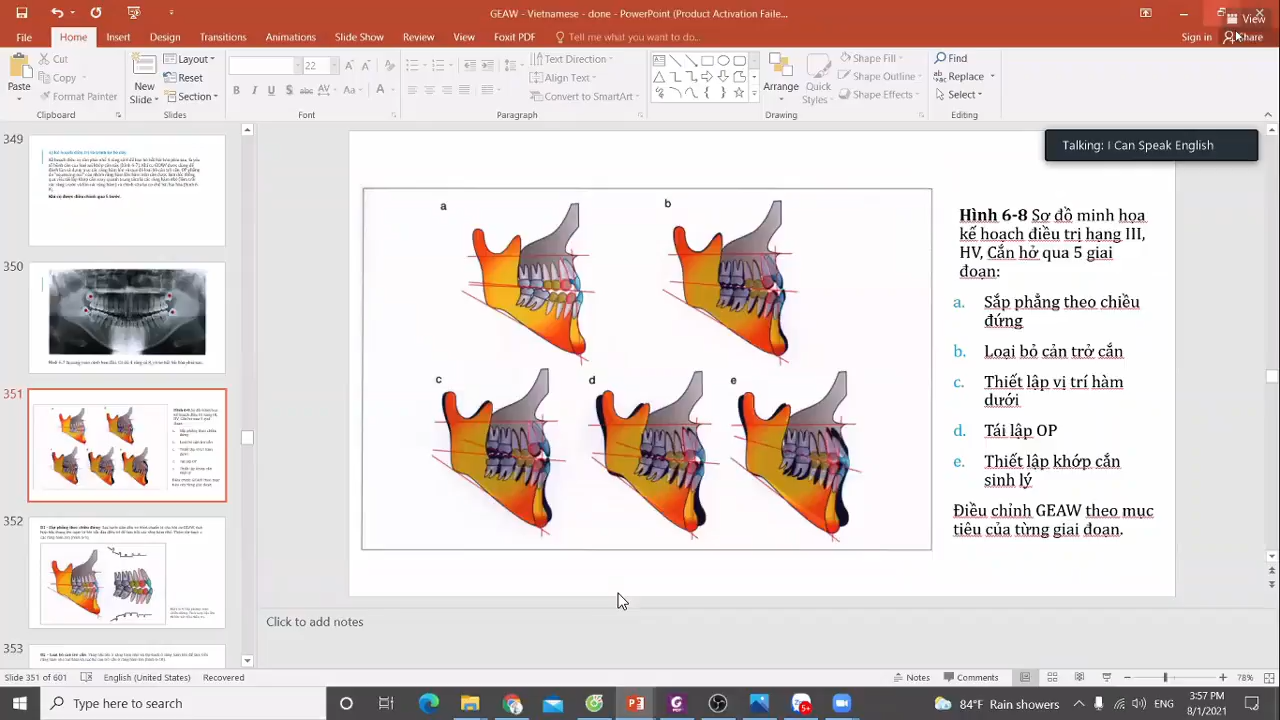 GEAW - Vietnamese - done - PowerPoint (Product Activation Faile...
View
File
Home
Insert
Design
Transitions
Animations
Slide Show
Review
View
Foxit PDF
Tell me what you want to do...
Sign in
Share
Paste
Cut
Copy
Format Painter
Clipboard
New
Slide
Layout
Reset
Section
Slides
22
B I U S abc AV Aa A
Font
Text Direction
Align Text
Convert to SmartArt
Paragraph
Arrange
Quick
Styles
Shape Fill
Shape Outline
Shape Effects
Drawing
Find
Replace
Select
Editing
Talking: I Can Speak English
349
350
351
352
353
a
b
c
d
e
Hình 6-8 Sơ đồ minh họa
kế hoạch điều trị hạng III,
HV, Cắn hở qua 5 giai
đoạn:
a. Sắp phẳng theo chiều
đứng
b. Loại bỏ cản trở cắn
c. Thiết lập vị trí hàm
dưới
d. Tái lập OP
e. Thiết lập khớp cắn
sinh lý
Điều chỉnh GEAW theo mục
tiêu của từng giai đoạn.
Click to add notes
Slide 351 of 601
English (United States)
Recovered
Notes
Comments
78%
Type here to search
5+
84°F Rain showers
ENG
3:57 PM
8/1/2021